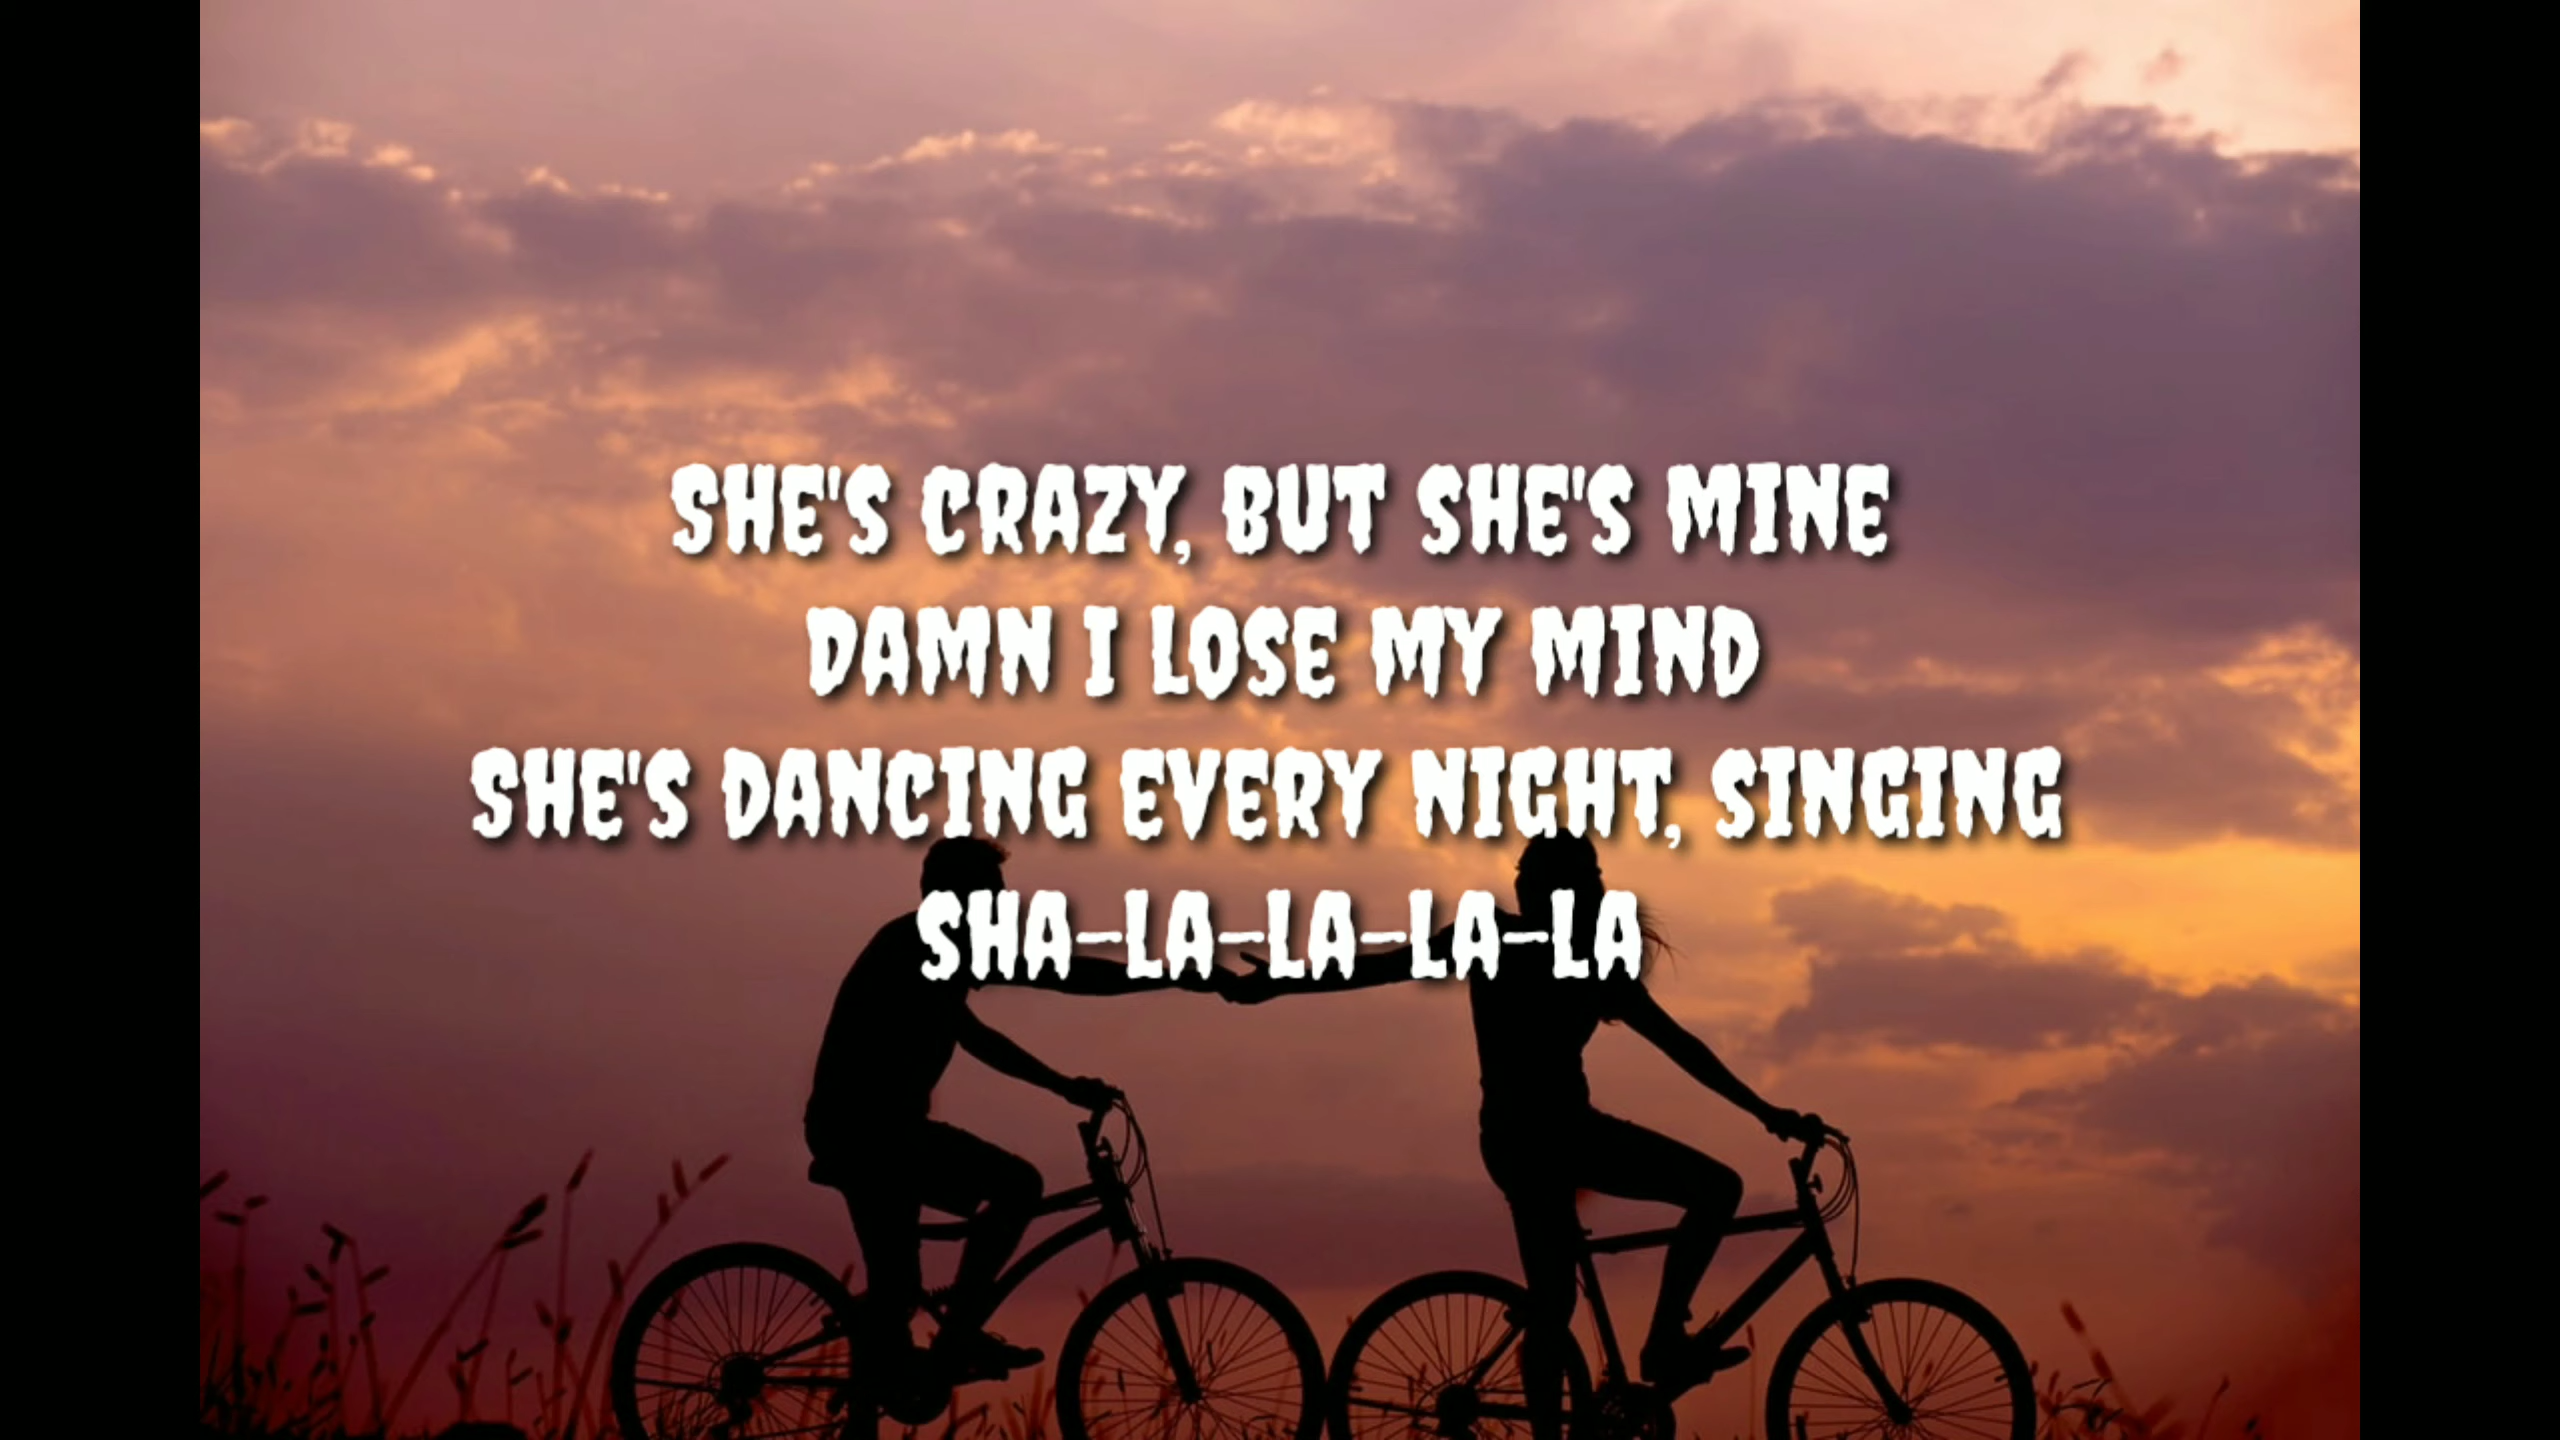 SHE'S CRAZY, BUT SHE'S MINE
DAMN I LOSE MY MIND
SHE'S DANCING EVERY NIGHT, SINGING
SHA-LA-LA-LA-LA